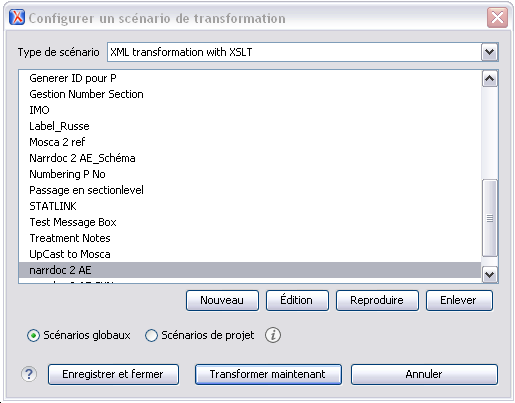 Configurer un scénario de transformation
Type de scénario XML transformation with XSLT
Generer ID pour P
Gestion Number Section
IMO
Label_Russe
Mosca 2 ref
Narrdoc 2 AE_Schéma
Numbering P No
Passage en sectionlevel
STATLINK
Test Message Box
Treatment Notes
UpCast to Mosca
narrdoc 2 AE
Nouveau Édition Reproduire Enlever
Scénarios globaux Scénarios de projet i
? Enregistrer et fermer Transformer maintenant Annuler